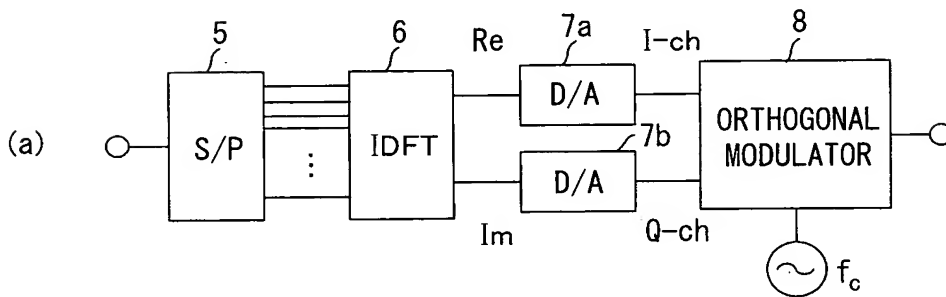 5
6
Re
7a
I-ch
8
(a)
S/P
⋮
IDFT
D/A
7b
D/A
ORTHOGONAL
MODULATOR
Im
Q-ch
fc